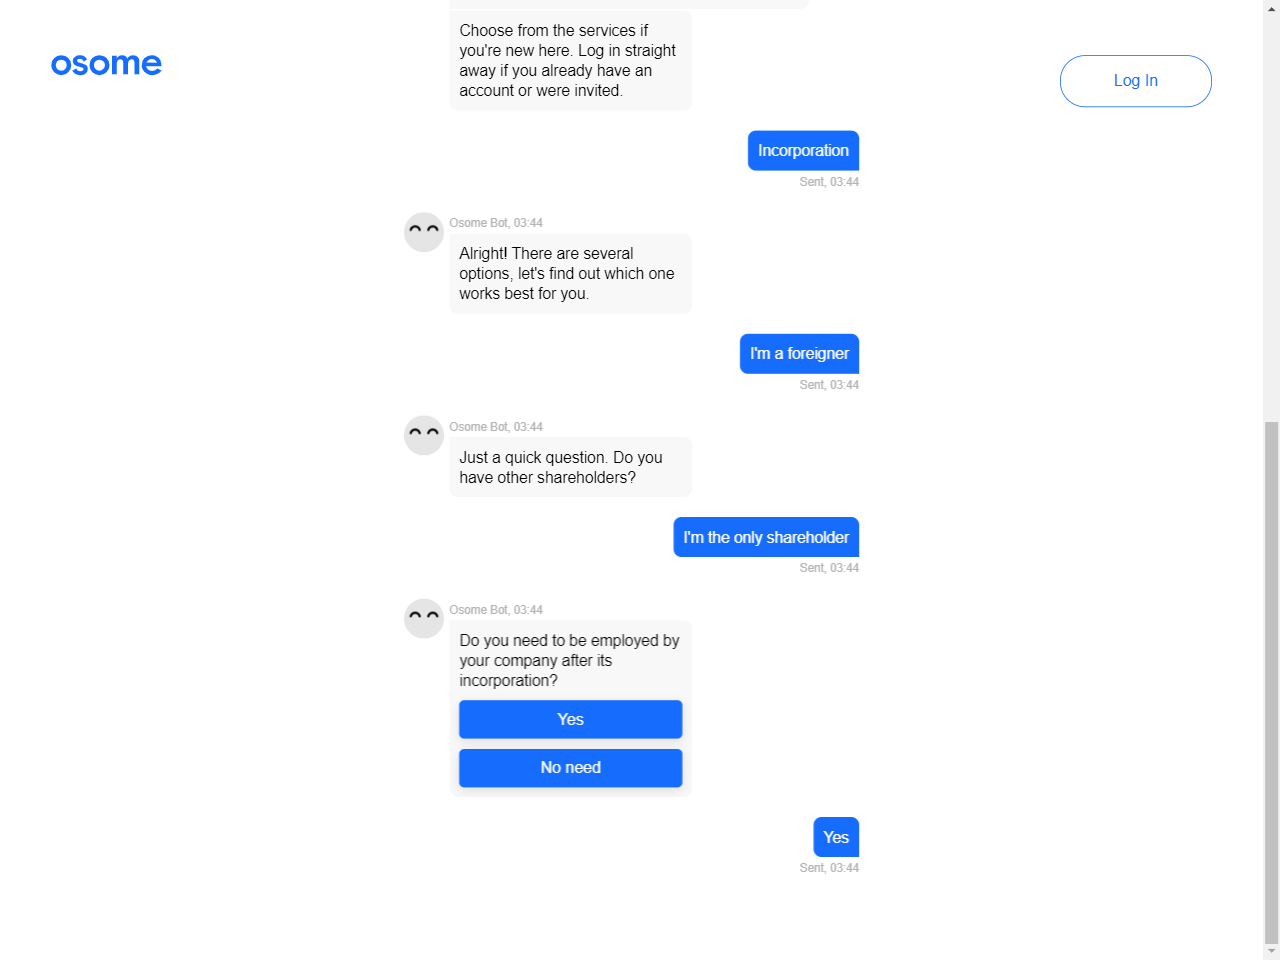 Choose from the services if
you're new here. Log in straight
away if you already have an
account or were invited.
osome
Log In
Incorporation
Sent, 03:44
Osome Bot, 03:44
Alright! There are several
options, let's find out which one
works best for you.
I'm a foreigner
Sent, 03:44
Osome Bot, 03:44
Just a quick question. Do you
have other shareholders?
I'm the only shareholder
Sent, 03:44
Osome Bot, 03:44
Do you need to be employed by
your company after its
incorporation?
Yes
No need
Yes
Sent, 03:44